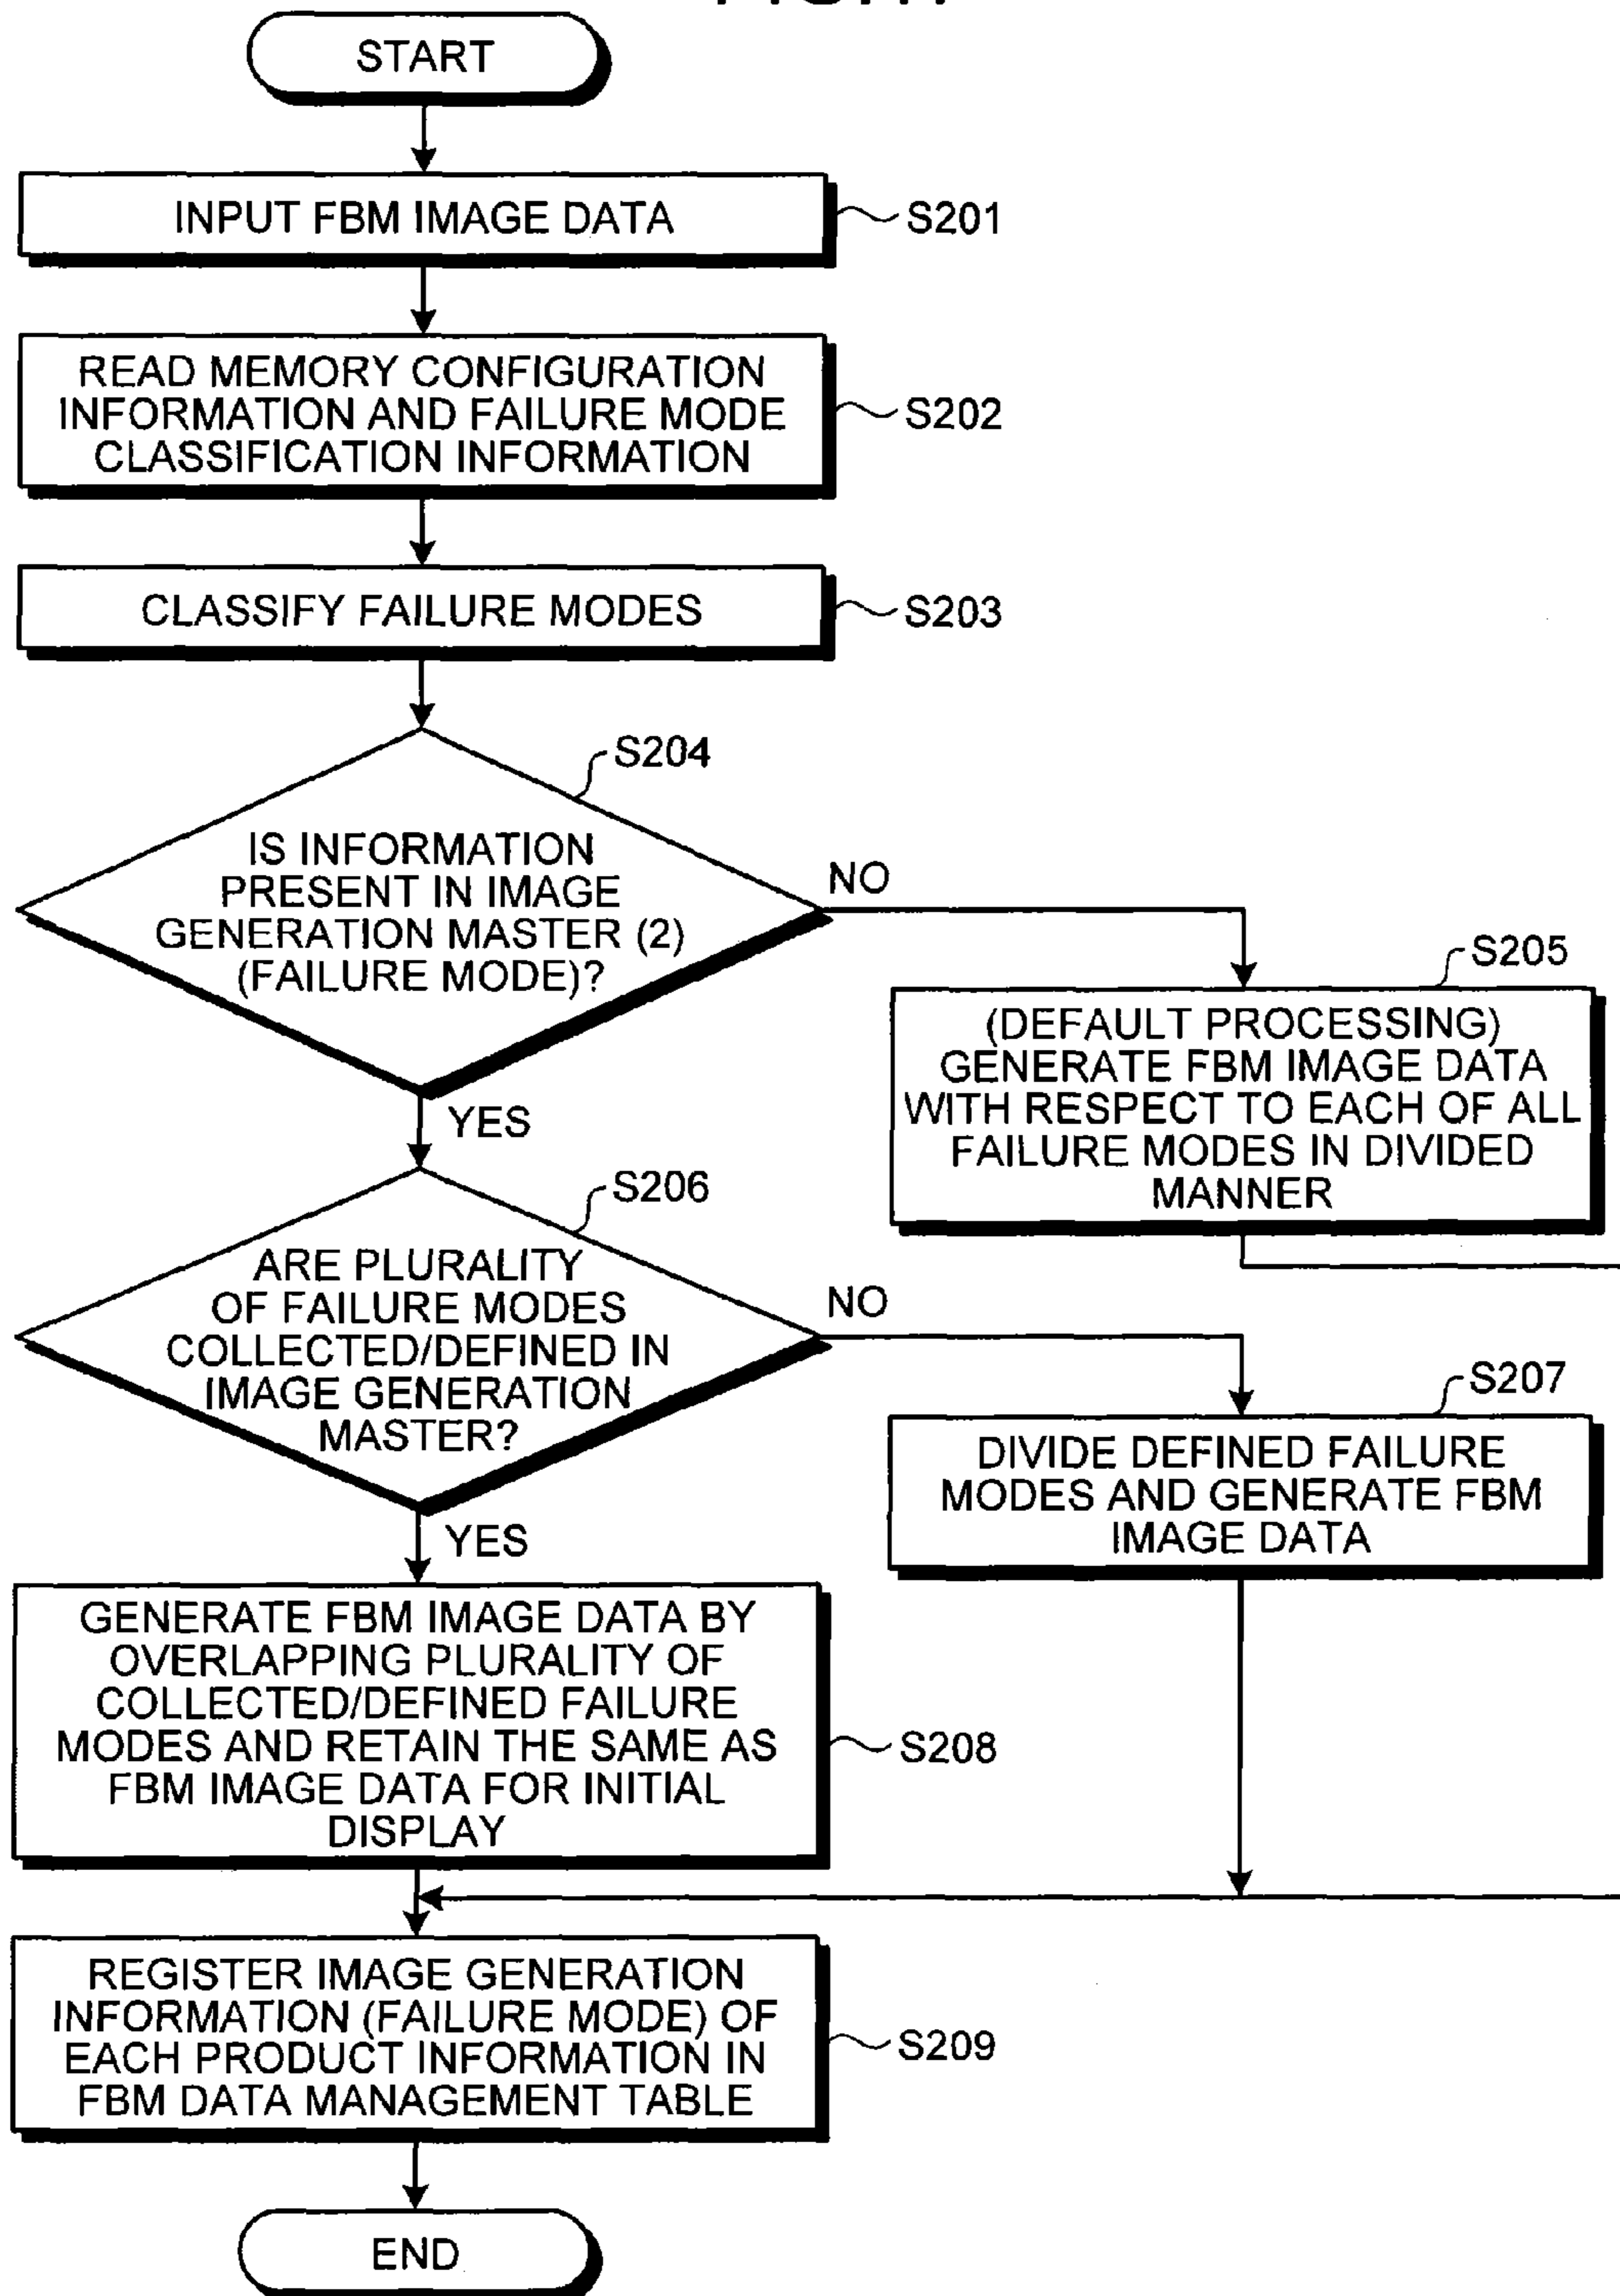 START
INPUT FBM IMAGE DATA
S201
READ MEMORY CONFIGURATION
INFORMATION AND FAILURE MODE
CLASSIFICATION INFORMATION
S202
CLASSIFY FAILURE MODES
S203
S204
IS INFORMATION
PRESENT IN IMAGE
GENERATION MASTER (2)
(FAILURE MODE)?
NO
YES
S205
(DEFAULT PROCESSING)
GENERATE FBM IMAGE DATA
WITH RESPECT TO EACH OF ALL
FAILURE MODES IN DIVIDED
MANNER
S206
ARE PLURALITY
OF FAILURE MODES
COLLECTED/DEFINED IN
IMAGE GENERATION
MASTER?
NO
YES
S207
DIVIDE DEFINED FAILURE
MODES AND GENERATE FBM
IMAGE DATA
GENERATE FBM IMAGE DATA BY
OVERLAPPING PLURALITY OF
COLLECTED/DEFINED FAILURE
MODES AND RETAIN THE SAME AS
FBM IMAGE DATA FOR INITIAL
DISPLAY
S208
REGISTER IMAGE GENERATION
INFORMATION (FAILURE MODE) OF
EACH PRODUCT INFORMATION IN
FBM DATA MANAGEMENT TABLE
S209
END